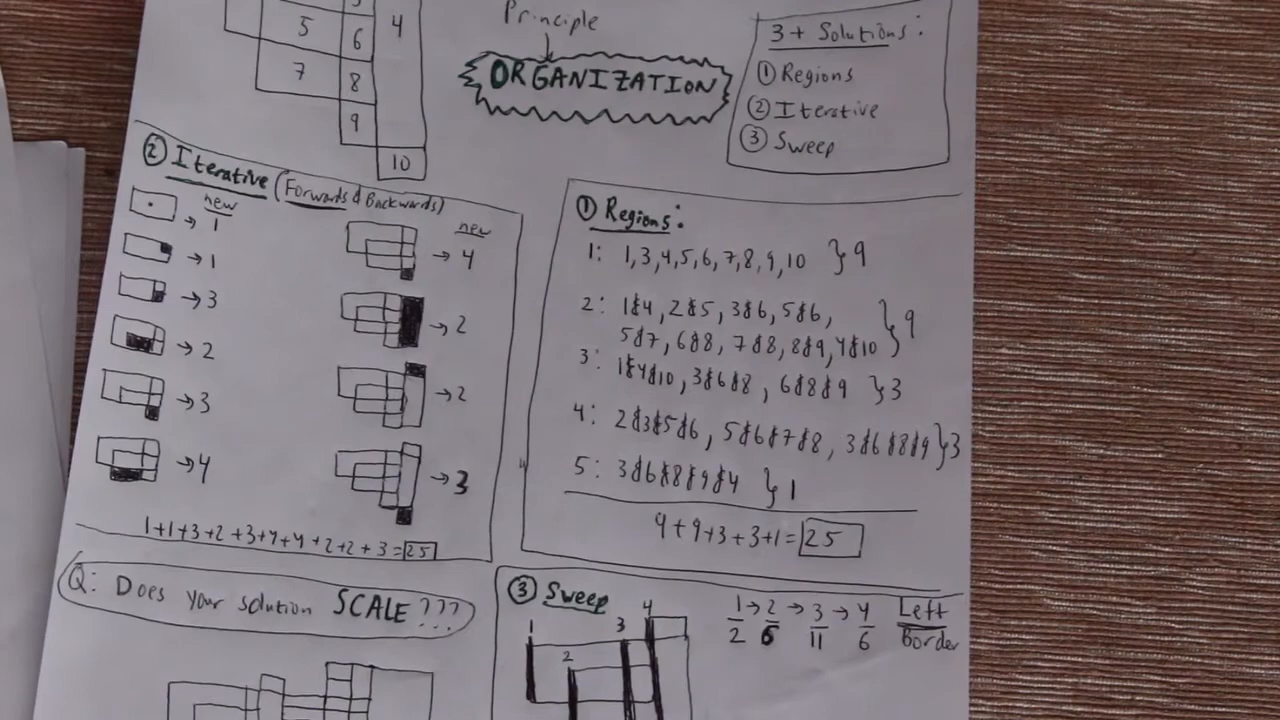 Principle
ORGANIZATION
3+ Solutions:
① Regions
② Iterative
③ Sweep
5
6
4
7
8
9
10
② Iterative (Forwards & Backwards)
new
→ 1
→ 1
→ 3
→ 2
→ 3
→ 4
new
→ 4
→ 2
→ 2
→ 3
1+1+3+2+3+4+4+2+2+3=25
① Regions:
1: 1,3,4,5,6,7,8,9,10 } 9
2: 1&4, 2&5, 3&6, 5&6,
5&7, 6&8, 7&8, 8&9, 4&10 } 9
3: 1&4&10, 3&6&8, 6&8&9 } 3
4: 2&3&5&6, 5&6&7&8, 3&6&8&9 } 3
5: 3&6&8&9&4 } 1
9+9+3+3+1=25
Q: Does your solution SCALE???
③ Sweep
1
2
3
4
1 → 2 → 3 → 4 Left
2 6 11 6 Border